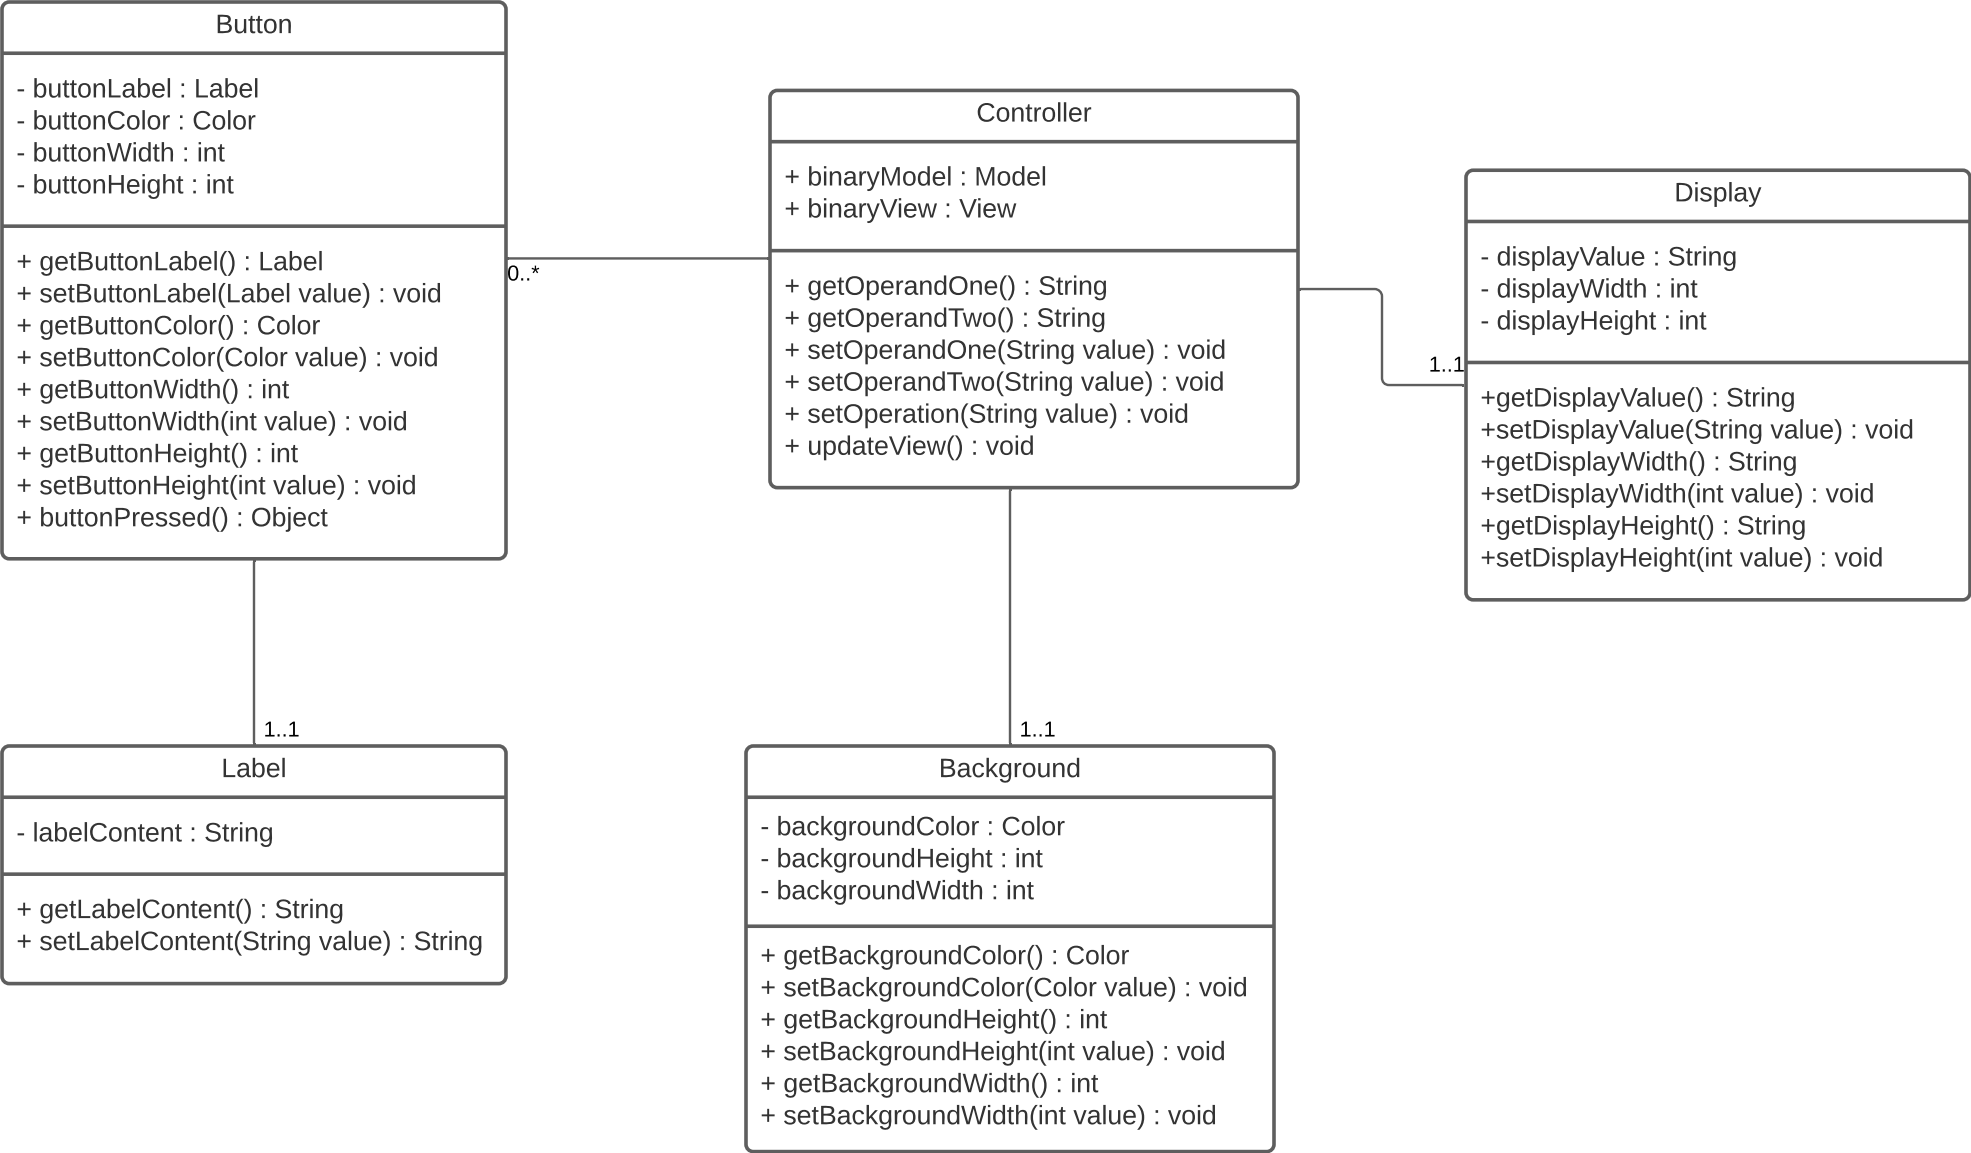 Button
- buttonLabel : Label
- buttonColor : Color
- buttonWidth : int
- buttonHeight : int
+ getButtonLabel() : Label
+ setButtonLabel(Label value) : void
+ getButtonColor() : Color
+ setButtonColor(Color value) : void
+ getButtonWidth() : int
+ setButtonWidth(int value) : void
+ getButtonHeight() : int
+ setButtonHeight(int value) : void
+ buttonPressed() : Object
0..*
Controller
+ binaryModel : Model
+ binaryView : View
+ getOperandOne() : String
+ getOperandTwo() : String
+ setOperandOne(String value) : void
+ setOperandTwo(String value) : void
+ setOperation(String value) : void
+ updateView() : void
1..1
Display
- displayValue : String
- displayWidth : int
- displayHeight : int
+getDisplayValue() : String
+setDisplayValue(String value) : void
+getDisplayWidth() : String
+setDisplayWidth(int value) : void
+getDisplayHeight() : String
+setDisplayHeight(int value) : void
1..1
Label
- labelContent : String
+ getLabelContent() : String
+ setLabelContent(String value) : String
1..1
Background
- backgroundColor : Color
- backgroundHeight : int
- backgroundWidth : int
+ getBackgroundColor() : Color
+ setBackgroundColor(Color value) : void
+ getBackgroundHeight() : int
+ setBackgroundHeight(int value) : void
+ getBackgroundWidth() : int
+ setBackgroundWidth(int value) : void